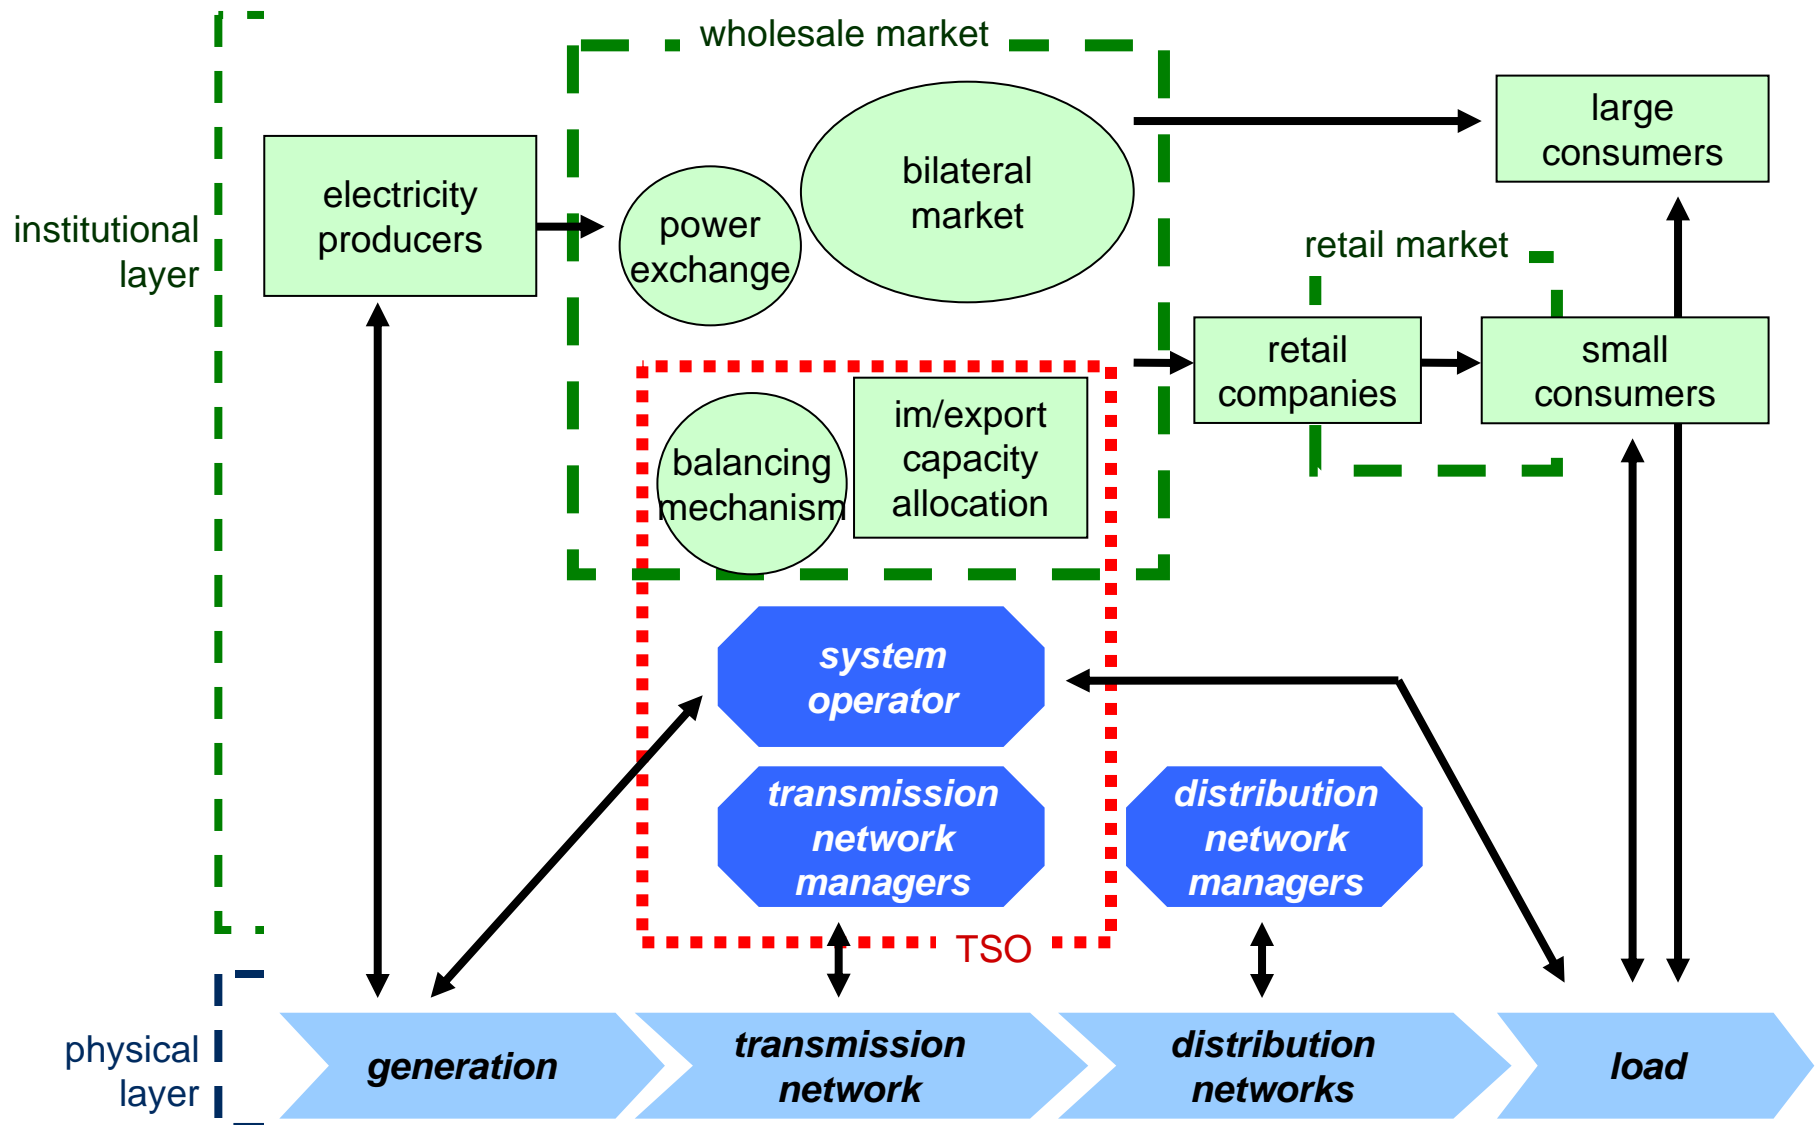 wholesale market
large
consumers
electricity
producers
bilateral
market
power
exchange
institutional
layer
retail market
retail
companies
small
consumers
im/export
capacity
allocation
balancing
mechanism
system
operator
transmission
network
managers
distribution
network
managers
TSO
physical
layer
generation
transmission
network
distribution
networks
load